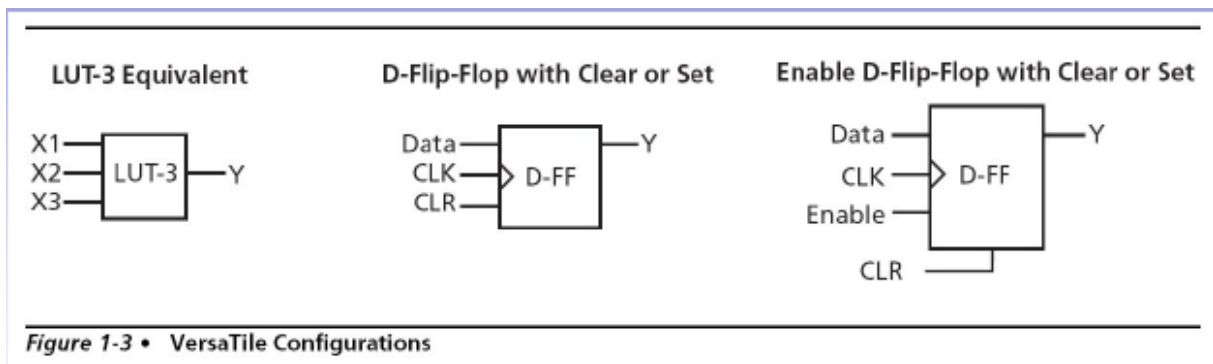 LUT-3 Equivalent
X1
X2
X3
LUT-3
Y
D-Flip-Flop with Clear or Set
Data
CLK
CLR
D-FF
Y
Enable D-Flip-Flop with Clear or Set
Data
CLK
Enable
CLR
D-FF
Y
Figure 1-3 • VersaTile Configurations